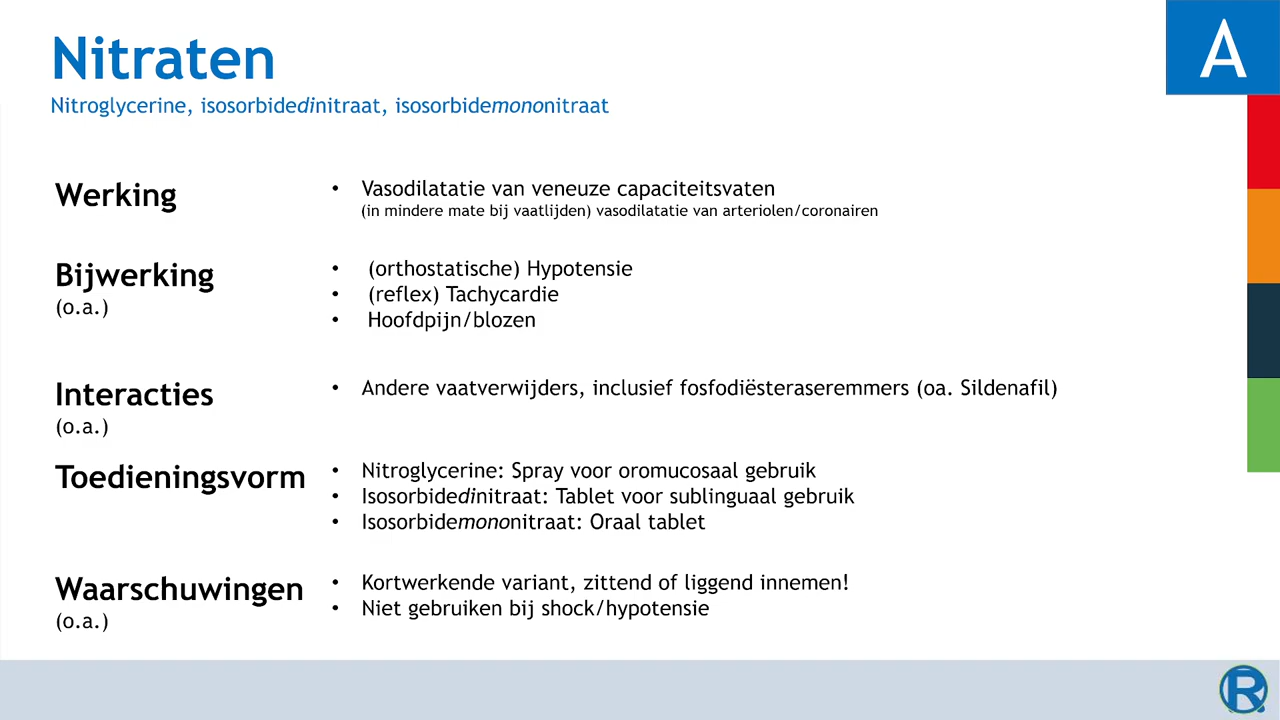 Nitraten
A
Nitroglycerine, isosorbidedinitraat, isosorbidemononitraat
Werking
• Vasodilatatie van veneuze capaciteitsvaten
(in mindere mate bij vaatlijden) vasodilatatie van arteriolen/coronairen
Bijwerking
(o.a.)
• (orthostatische) Hypotensie
• (reflex) Tachycardie
• Hoofdpijn/blozen
Interacties
(o.a.)
• Andere vaatverwijders, inclusief fosfodiësteraseremmers (oa. Sildenafil)
Toedieningsvorm
• Nitroglycerine: Spray voor oromucosaal gebruik
• Isosorbidedinitraat: Tablet voor sublinguaal gebruik
• Isosorbidemononitraat: Oraal tablet
Waarschuwingen
(o.a.)
• Kortwerkende variant, zittend of liggend innemen!
• Niet gebruiken bij shock/hypotensie
R